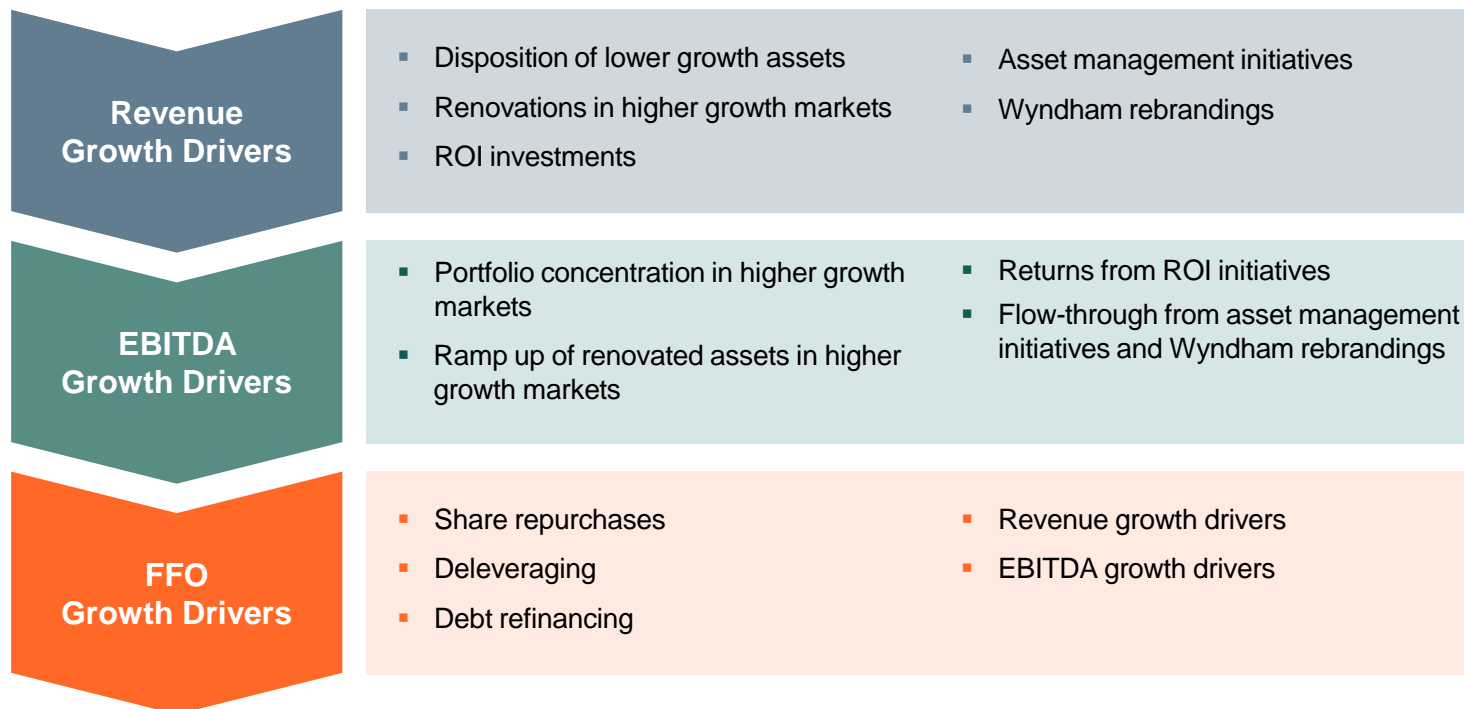 Revenue
Growth Drivers
▪ Disposition of lower growth assets
▪ Renovations in higher growth markets
▪ ROI investments
▪ Asset management initiatives
▪ Wyndham rebrandings
EBITDA
Growth Drivers
▪ Portfolio concentration in higher growth
markets
▪ Ramp up of renovated assets in higher
growth markets
▪ Returns from ROI initiatives
▪ Flow-through from asset management
initiatives and Wyndham rebrandings
FFO
Growth Drivers
▪ Share repurchases
▪ Deleveraging
▪ Debt refinancing
▪ Revenue growth drivers
▪ EBITDA growth drivers